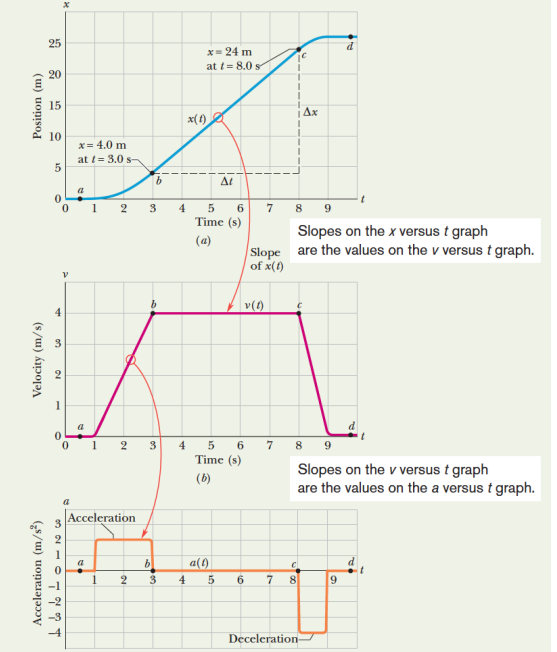 x
25
20
15
10
5
0
Position (m)
x = 24 m
at t = 8.0 s
x(t)
x = 4.0 m
at t = 3.0 s
a
b
c
d
Δx
Δt
0 1 2 3 4 5 6 7 8 9
t
Time (s)
(a)
Slopes on the x versus t graph
are the values on the v versus t graph.
Slope
of x(t)
v
4
3
2
1
0
Velocity (m/s)
a
b
v(t)
c
d
0 1 2 3 4 5 6 7 8 9
t
Time (s)
(b)
Slopes on the v versus t graph
are the values on the a versus t graph.
a
3
2
1
0
−1
−2
−3
−4
Acceleration (m/s²)
Acceleration
a
b
a(t)
c
d
1 2 3 4 5 6 7 8 9
t
Deceleration